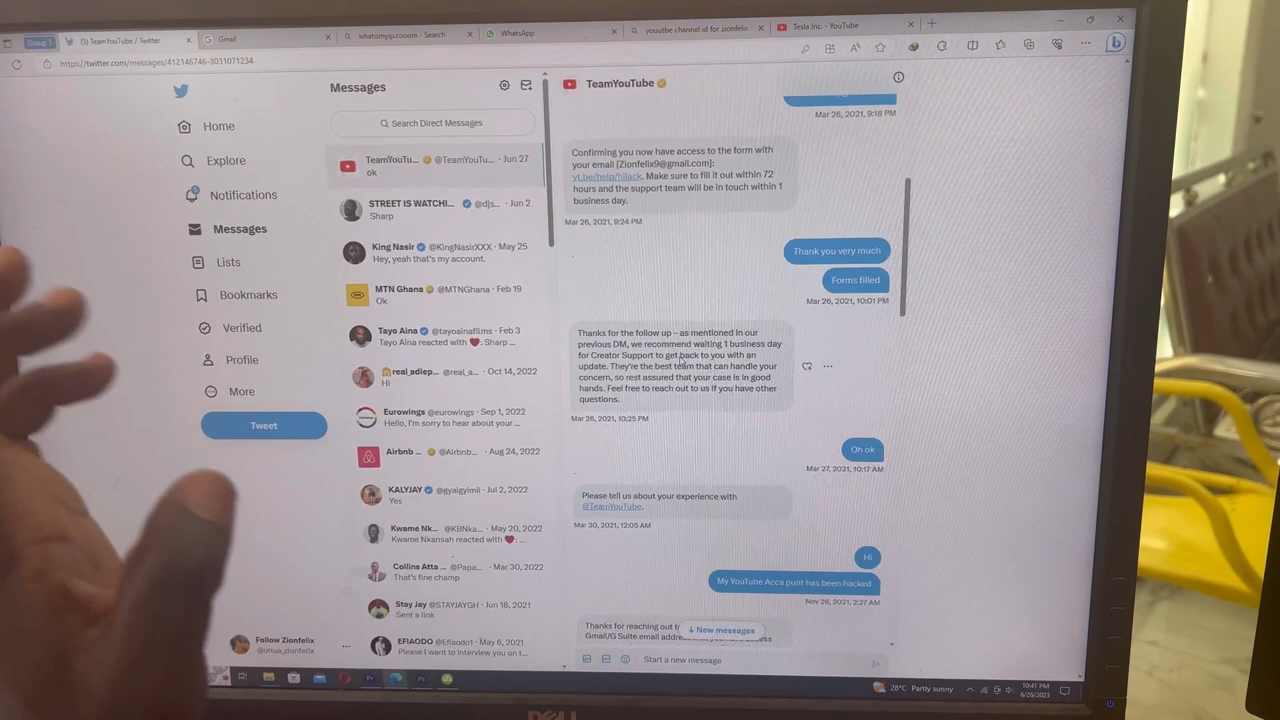 Group 1
(5) TeamYouTube / Twitter
Gmail
whatsmyip.cooom - Search
WhatsApp
youutbe channel id for zionfelix
Tesla Inc. - YouTube
https://twitter.com/messages/412146746-3031071234
Home
Explore
Notifications
Messages
Lists
Bookmarks
Verified
Profile
More
Tweet
Follow Zionfelix
@onua_zionfelix
Messages
Search Direct Messages
TeamYouTu... @TeamYouTu... · Jun 27
ok
STREET IS WATCHI... @djs... · Jun 2
Sharp
King Nasir @KingNasirXXX · May 25
Hey, yeah that's my account.
MTN Ghana @MTNGhana · Feb 19
Ok
Tayo Aina @tayoainafilms · Feb 3
Tayo Aina reacted with ❤️: Sharp ...
real_adiep... @real_a... · Oct 14, 2022
Hi
Eurowings @eurowings · Sep 1, 2022
Hello, I'm sorry to hear about your ...
Airbnb ... @Airbnb... · Aug 24, 2022
KALYJAY @gyaigyimii · Jul 2, 2022
Yes
Kwame Nk... @KBNka... · May 20, 2022
Kwame Nkansah reacted with ❤️: ...
Collins Atta ... @Papa... · Mar 30, 2022
That's fine champ
Stay Jay @STAYJAYGH · Jun 18, 2021
Sent a link
EFIAODO @Efiaodo1 · May 6, 2021
Please I want to interview you on t...
TeamYouTube
Mar 26, 2021, 9:18 PM
Confirming you now have access to the form with
your email [Zionfelix9@gmail.com]:
yt.be/help/hijack. Make sure to fill it out within 72
hours and the support team will be in touch within 1
business day.
Mar 26, 2021, 9:24 PM
Thank you very much
Forms filled
Mar 26, 2021, 10:01 PM
Thanks for the follow up – as mentioned in our
previous DM, we recommend waiting 1 business day
for Creator Support to get back to you with an
update. They're the best team that can handle your
concern, so rest assured that your case is in good
hands. Feel free to reach out to us if you have other
questions.
Mar 26, 2021, 10:25 PM
Oh ok
Mar 27, 2021, 10:17 AM
Please tell us about your experience with
@TeamYouTube.
Mar 30, 2021, 12:05 AM
Hi
My YouTube Acca punt has been hacked
Nov 26, 2021, 2:27 AM
Thanks for reaching out t
Gmail/G Suite email addre
↓ New messages
Start a new message
28°C Partly sunny
10:41 PM
6/26/2023
DELL